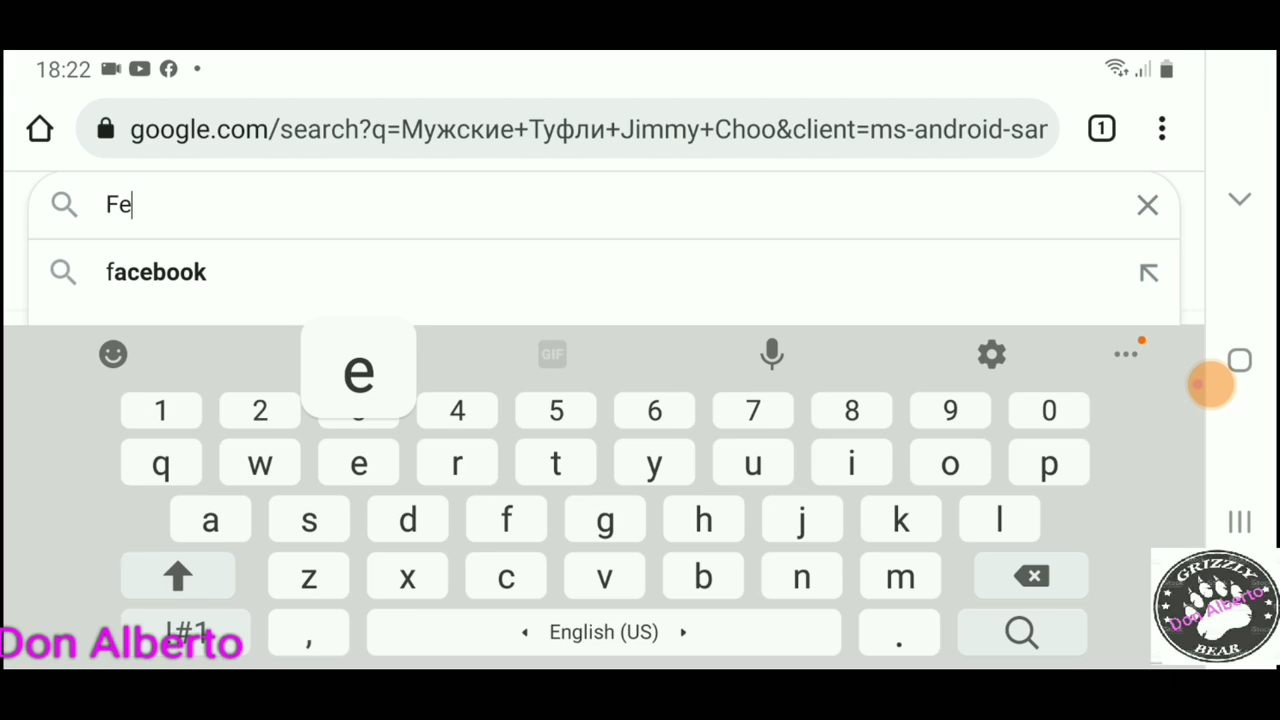 18:22
google.com/search?q=Мужские+Туфли+Jimmy+Choo&client=ms-android-sar
1
Fe
facebook
e
GIF
1 2 4 5 6 7 8 9 0
q w e r t y u i o p
a s d f g h j k l
z x c v b n m
!#1 , English (US) .
Don Alberto
GRIZZLY
Don Alberto
BEAR